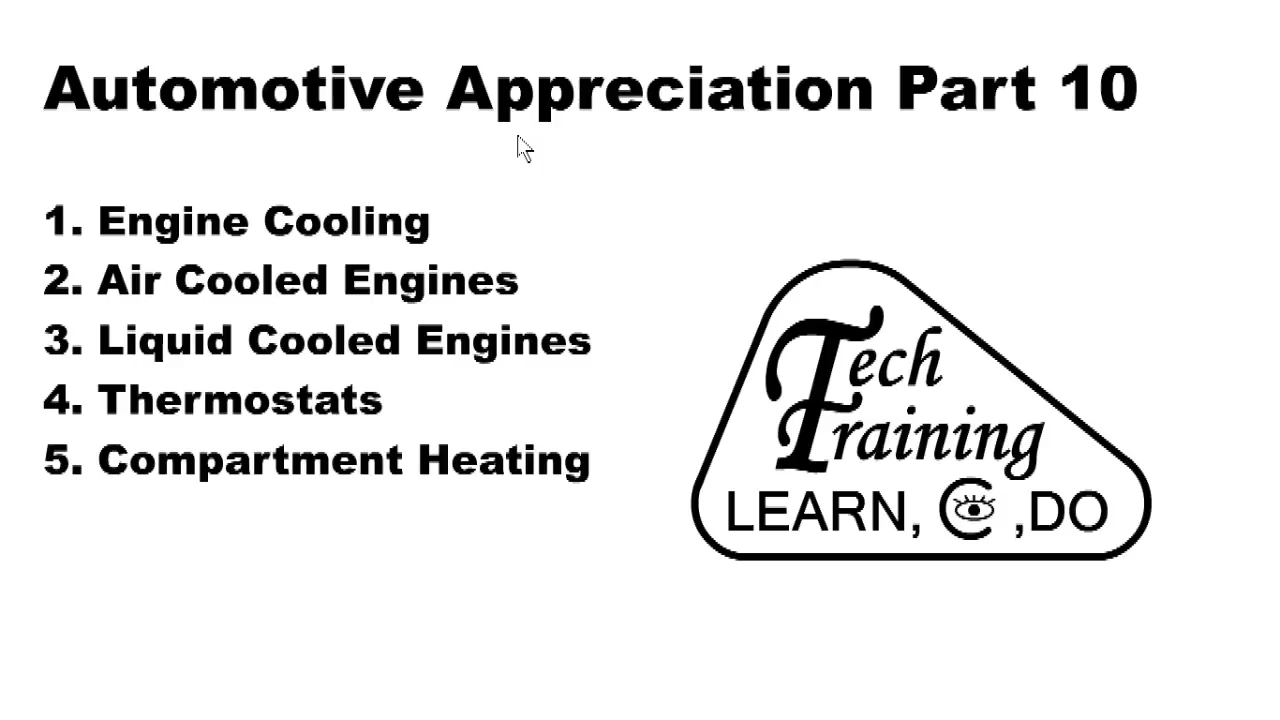 Automotive Appreciation Part 10
1. Engine Cooling
2. Air Cooled Engines
3. Liquid Cooled Engines
4. Thermostats
5. Compartment Heating
Tech
Training
LEARN, C ,DO